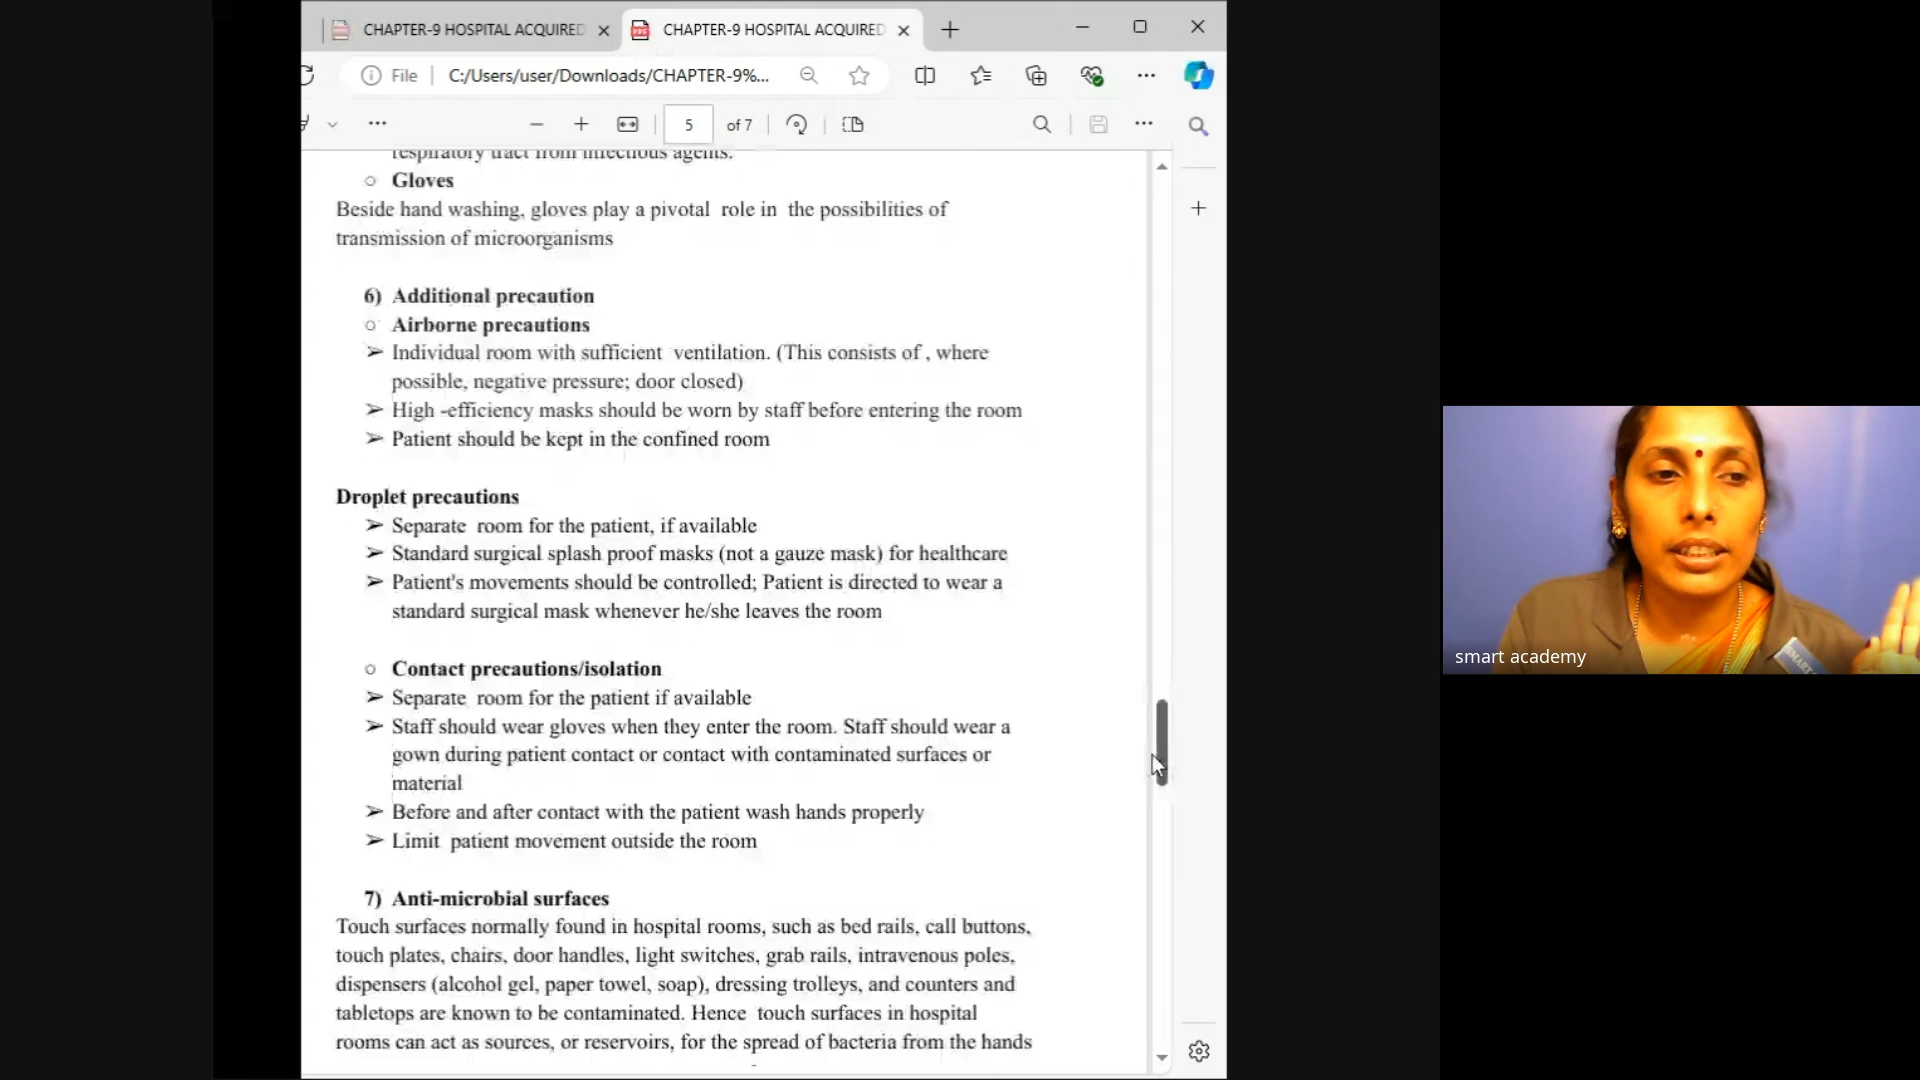 CHAPTER-9 HOSPITAL ACQUIRED
CHAPTER-9 HOSPITAL ACQUIRED
File
C:/Users/user/Downloads/CHAPTER-9%...
5 of 7
respiratory tract from infectious agents.
○ Gloves
Beside hand washing, gloves play a pivotal role in the possibilities of
transmission of microorganisms
6) Additional precaution
○ Airborne precautions
➢ Individual room with sufficient ventilation. (This consists of , where
possible, negative pressure; door closed)
➢ High -efficiency masks should be worn by staff before entering the room
➢ Patient should be kept in the confined room
Droplet precautions
➢ Separate room for the patient, if available
➢ Standard surgical splash proof masks (not a gauze mask) for healthcare
➢ Patient's movements should be controlled; Patient is directed to wear a
standard surgical mask whenever he/she leaves the room
○ Contact precautions/isolation
➢ Separate room for the patient if available
➢ Staff should wear gloves when they enter the room. Staff should wear a
gown during patient contact or contact with contaminated surfaces or
material
➢ Before and after contact with the patient wash hands properly
➢ Limit patient movement outside the room
7) Anti-microbial surfaces
Touch surfaces normally found in hospital rooms, such as bed rails, call buttons,
touch plates, chairs, door handles, light switches, grab rails, intravenous poles,
dispensers (alcohol gel, paper towel, soap), dressing trolleys, and counters and
tabletops are known to be contaminated. Hence touch surfaces in hospital
rooms can act as sources, or reservoirs, for the spread of bacteria from the hands
smart academy